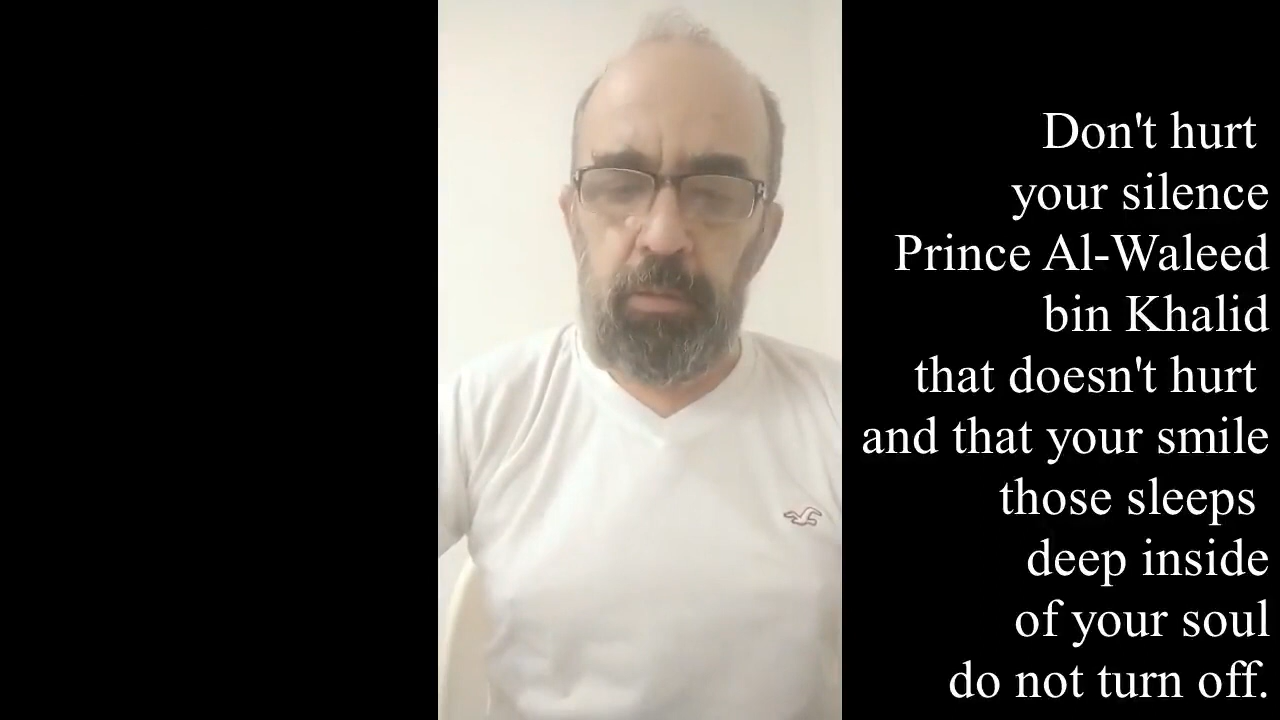 Don't hurt
your silence
Prince Al-Waleed
bin Khalid
that doesn't hurt
and that your smile
those sleeps
deep inside
of your soul
do not turn off.